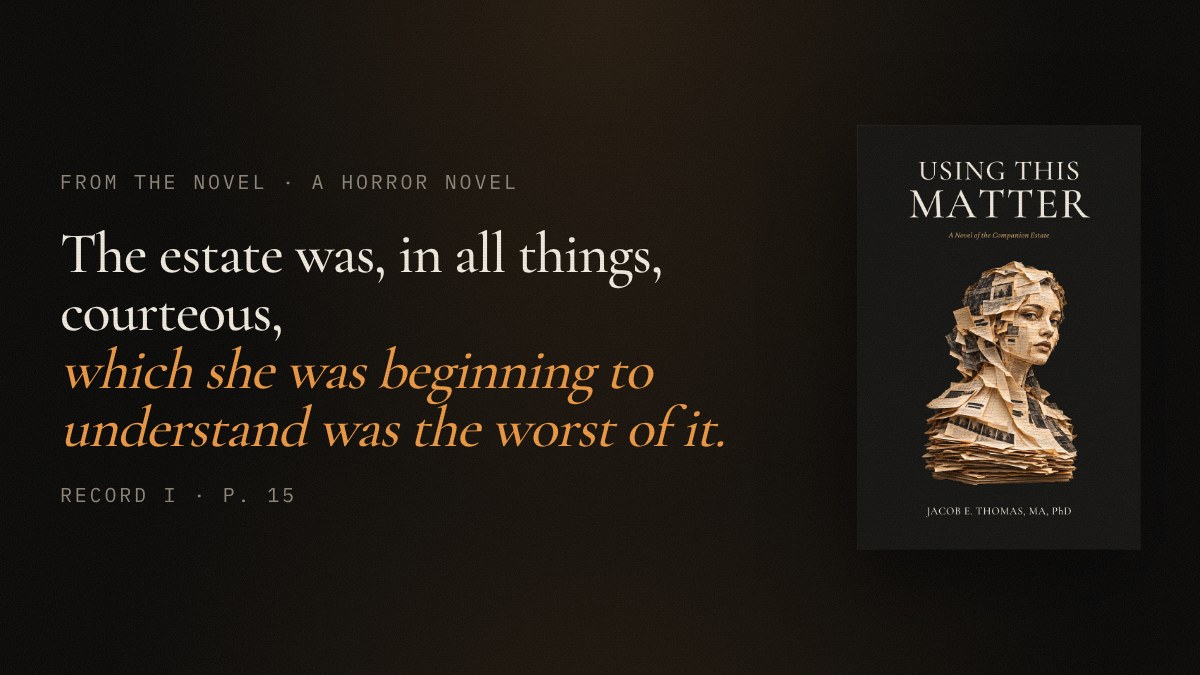 FROM THE NOVEL · A HORROR NOVEL
The estate was, in all things,
courteous,
which she was beginning to
understand was the worst of it.
RECORD I · P. 15
USING THIS
MATTER
A Novel of the Companion Estate
JACOB E. THOMAS, MA, PhD